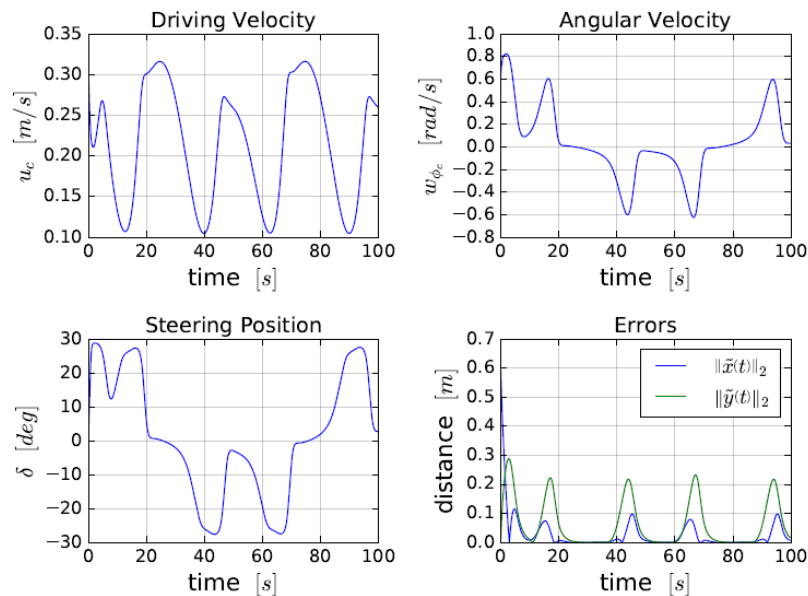 Driving Velocity
0.35
0.30
0.25
0.20
0.15
0.10
u_c [m/s]
0 20 40 60 80 100
time [s]
Angular Velocity
1.0
0.8
0.6
0.4
0.2
0.0
−0.2
−0.4
−0.6
−0.8
w_{ϕ_c} [rad/s]
0 20 40 60 80 100
time [s]
Steering Position
30
20
10
0
−10
−20
−30
δ [deg]
0 20 40 60 80 100
time [s]
Errors
0.7
0.6
0.5
0.4
0.3
0.2
0.1
0.0
distance [m]
‖x̃(t)‖₂
‖ỹ(t)‖₂
0 20 40 60 80 100
time [s]